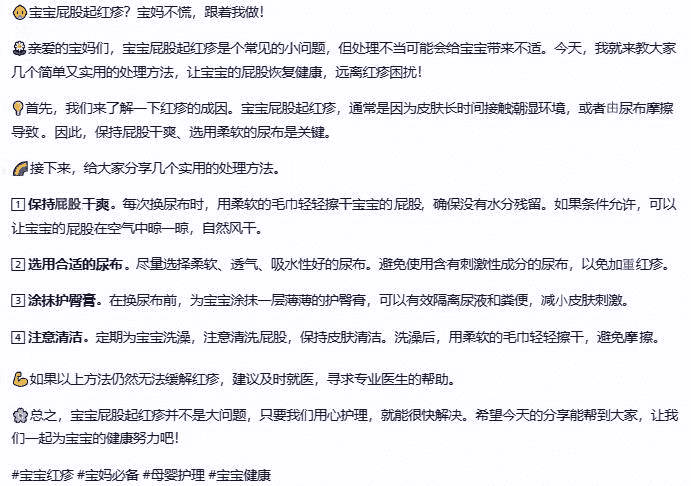 👶宝宝屁股起红疹？宝妈不慌，跟着我做！
亲爱的宝妈们，宝宝屁股起红疹是个常见的小问题，但处理不当可能会给宝宝带来不适。今天，我就来教大家
几个简单又实用的处理方法，让宝宝的屁股恢复健康，远离红疹困扰！
💡首先，我们来了解一下红疹的成因。宝宝屁股起红疹，通常是因为皮肤长时间接触潮湿环境，或者由尿布摩擦
导致。因此，保持屁股干爽、选用柔软的尿布是关键。
🌈接下来，给大家分享几个实用的处理方法。
1️⃣保持屁股干爽。每次换尿布时，用柔软的毛巾轻轻擦干宝宝的屁股，确保没有水分残留。如果条件允许，可以
让宝宝的屁股在空气中晾一晾，自然风干。
2️⃣选用合适的尿布。尽量选择柔软、透气、吸水性好的尿布。避免使用含有刺激性成分的尿布，以免加重红疹。
3️⃣涂抹护臀膏。在换尿布前，为宝宝涂抹一层薄薄的护臀膏，可以有效隔离尿液和粪便，减小皮肤刺激。
4️⃣注意清洁。定期为宝宝洗澡，注意清洗屁股，保持皮肤清洁。洗澡后，用柔软的毛巾轻轻擦干，避免摩擦。
💪如果以上方法仍然无法缓解红疹，建议及时就医，寻求专业医生的帮助。
🌸总之，宝宝屁股起红疹并不是大问题，只要我们用心护理，就能很快解决。希望今天的分享能帮到大家，让我
们一起为宝宝的健康努力吧！
#宝宝红疹 #宝妈必备 #母婴护理 #宝宝健康